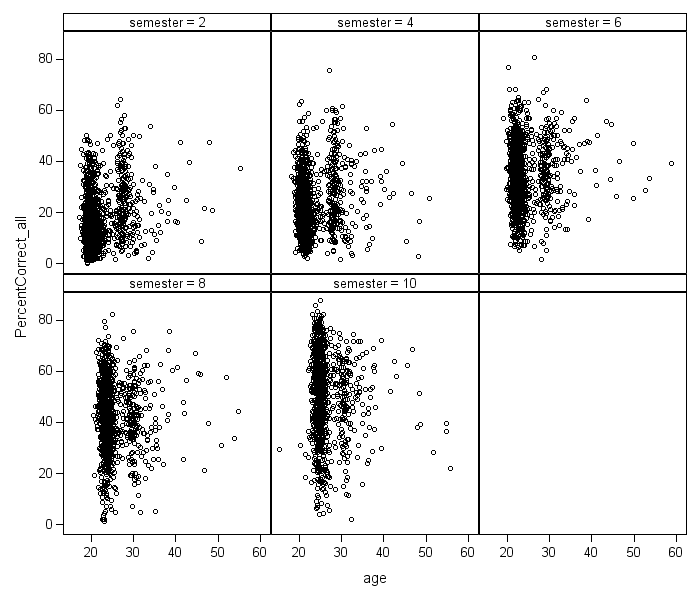 semester = 2 semester = 4 semester = 6
80
60
40
20
0
PercentCorrect_all
semester = 8 semester = 10
80
60
40
20
0
20 30 40 50 60 20 30 40 50 60 20 30 40 50 60
age